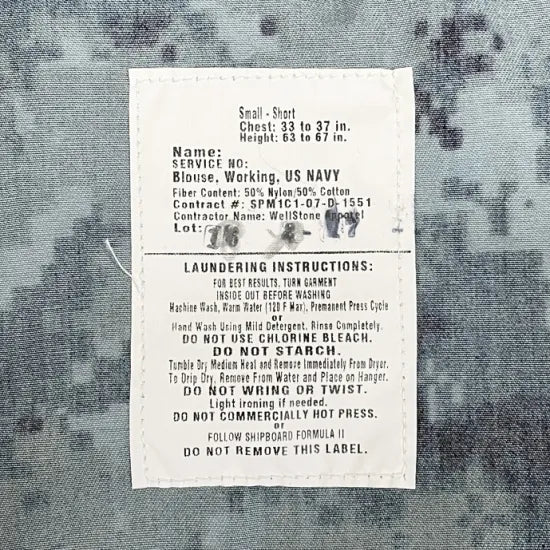 Small - Short
Chest: 33 to 37 in.
Height: 63 to 67 in.
Name:
SERVICE NO:
Blouse, Working, US NAVY
Fiber Content: 50% Nylon/50% Cotton
Contract #: SPM1C1-07-D-1551
Contractor Name: WellStone Apparel
Lot:
LAUNDERING INSTRUCTIONS:
FOR BEST RESULTS, TURN GARMENT
INSIDE OUT BEFORE WASHING
Machine Wash, Warm Water (120 F Max), Premanent Press Cycle
or
Hand Wash Using Mild Detergent. Rinse Completely.
DO NOT USE CHLORINE BLEACH.
DO NOT STARCH.
Tumble Dry Medium Heal and Remove Immediately From Dryer.
To Drip Dry, Remove From Water and Place on Hanger.
DO NOT WRING OR TWIST.
Light ironing if needed.
DO NOT COMMERCIALLY HOT PRESS.
or
FOLLOW SHIPBOARD FORMULA II
DO NOT REMOVE THIS LABEL.